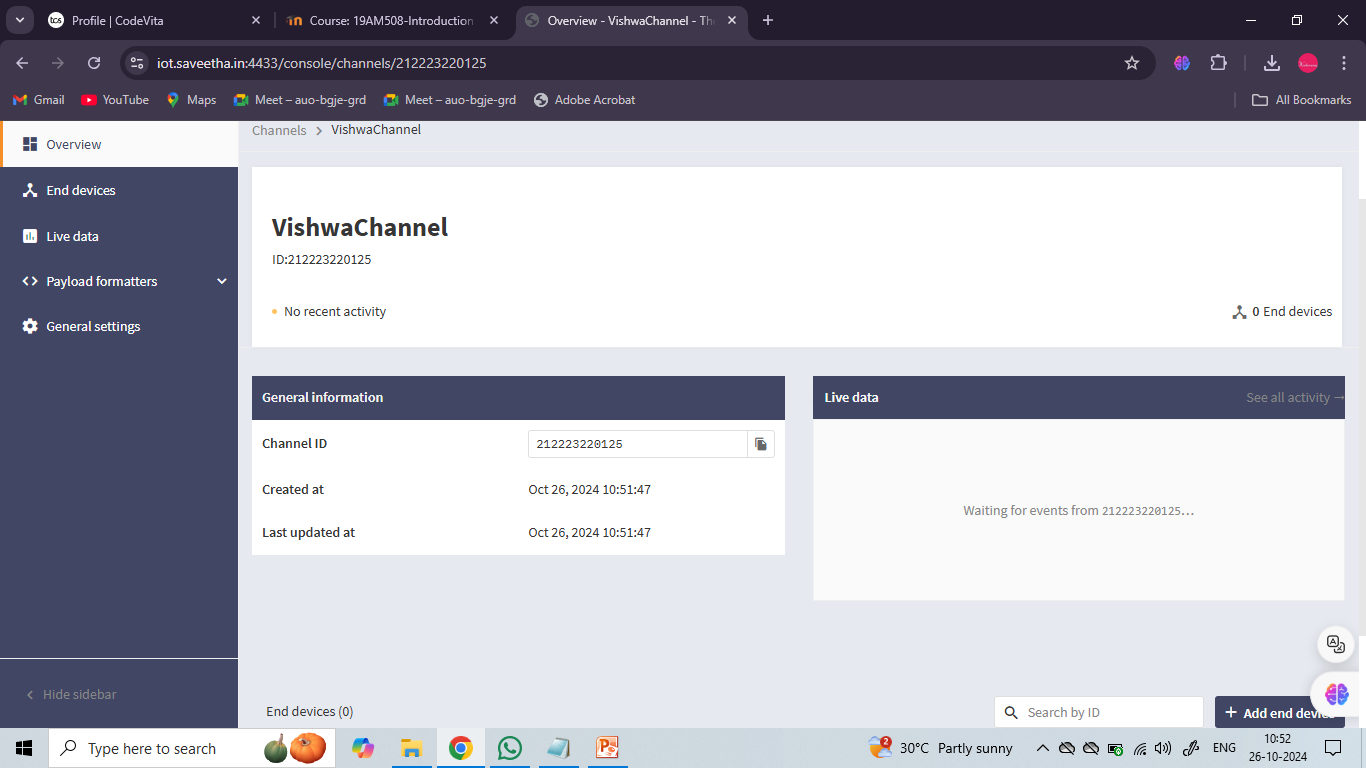 tcs Profile | CodeVita
Course: 19AM508-Introduction
Overview - VishwaChannel - Th
iot.saveetha.in:4433/console/channels/212223220125
Gmail YouTube Maps Meet – auo-bgje-grd Meet – auo-bgje-grd Adobe Acrobat All Bookmarks
Overview
End devices
Live data
Payload formatters
General settings
Hide sidebar
Channels > VishwaChannel
VishwaChannel
ID:212223220125
No recent activity
0 End devices
General information
Channel ID 212223220125
Created at Oct 26, 2024 10:51:47
Last updated at Oct 26, 2024 10:51:47
Live data See all activity →
Waiting for events from 212223220125…
End devices (0)
Search by ID
+ Add end devic
Type here to search
2 30°C Partly sunny
ENG
10:52
26-10-2024